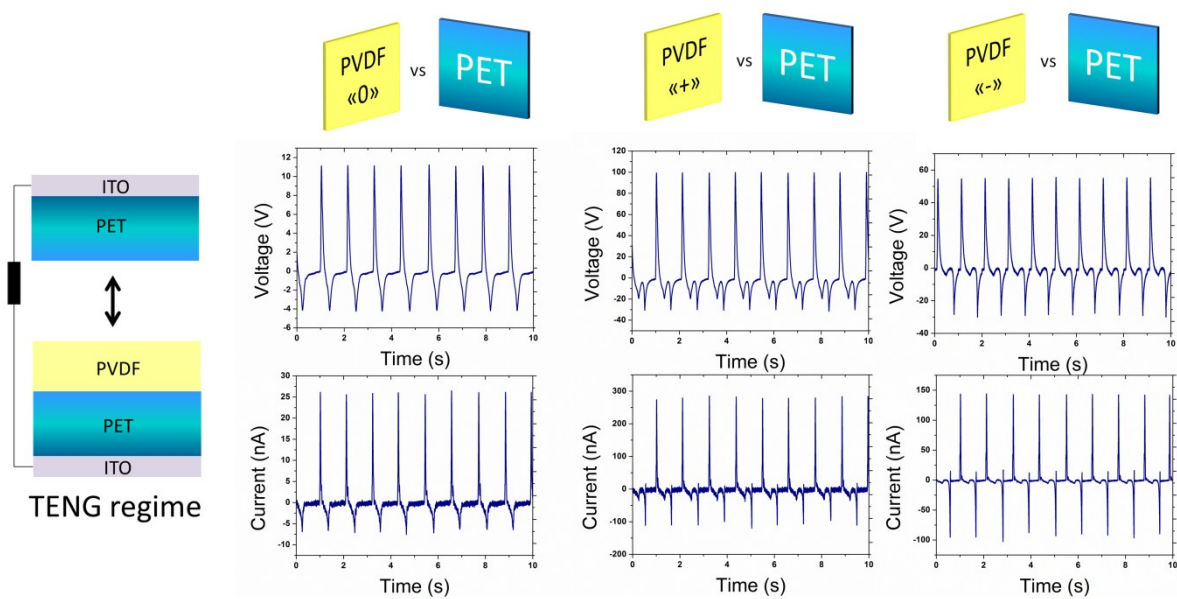 PVDF
«0»
vs
PET
PVDF
«+»
vs
PET
PVDF
«-»
vs
PET
ITO
PET
PVDF
PET
ITO
TENG regime
Voltage (V)
12
10
8
6
4
2
0
-2
-4
-6
0 2 4 6 8 10
Time (s)
Voltage (V)
120
100
80
60
40
20
0
-20
-40
0 2 4 6 8 10
Time (s)
Voltage (V)
60
40
20
0
-20
-40
0 2 4 6 8 10
Time (s)
Current (nA)
30
25
20
15
10
5
0
-5
-10
-12
0 2 4 6 8 10
Time (s)
Current (nA)
300
200
100
0
-100
-200
0 2 4 6 8 10
Time (s)
Current (nA)
150
125
100
75
50
25
0
-25
-50
-75
-100
0 2 4 6 8 10
Time (s)